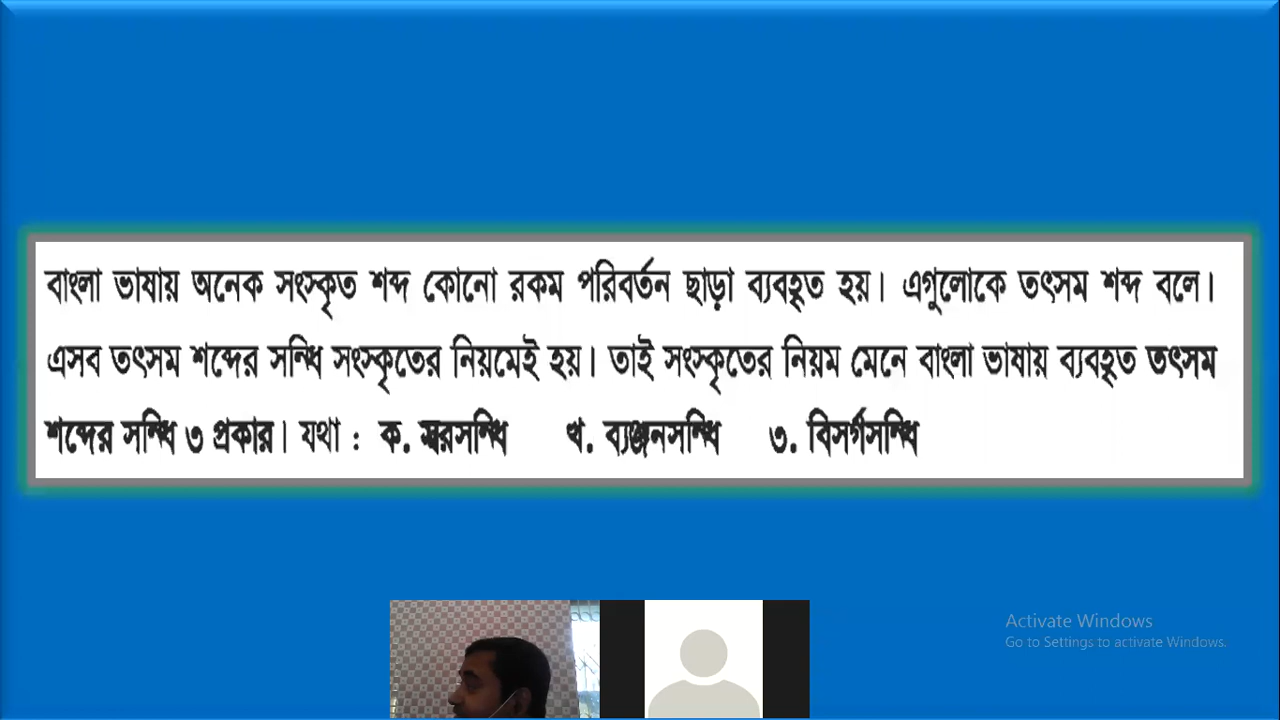 বাংলা ভাষায় অনেক সংস্কৃত শব্দ কোনো রকম পরিবর্তন ছাড়া ব্যবহৃত হয়। এগুলোকে তৎসম শব্দ বলে।
এসব তৎসম শব্দের সন্ধি সংস্কৃতের নিয়মেই হয়। তাই সংস্কৃতের নিয়ম মেনে বাংলা ভাষায় ব্যবহৃত তৎসম
শব্দের সন্ধি ৩ প্রকার। যথা : ক. স্বরসন্ধি খ. ব্যঞ্জনসন্ধি ৩. বিসর্গসন্ধি
Activate Windows
Go to Settings to activate Windows.